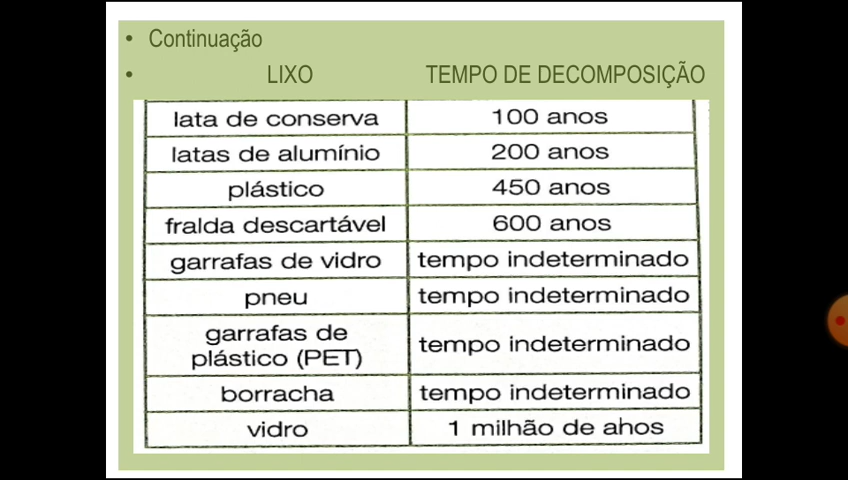 Continuação
LIXO TEMPO DE DECOMPOSIÇÃO
lata de conserva 100 anos
latas de alumínio 200 anos
plástico 450 anos
fralda descartável 600 anos
garrafas de vidro tempo indeterminado
pneu tempo indeterminado
garrafas de
plástico (PET) tempo indeterminado
borracha tempo indeterminado
vidro 1 milhão de ahos